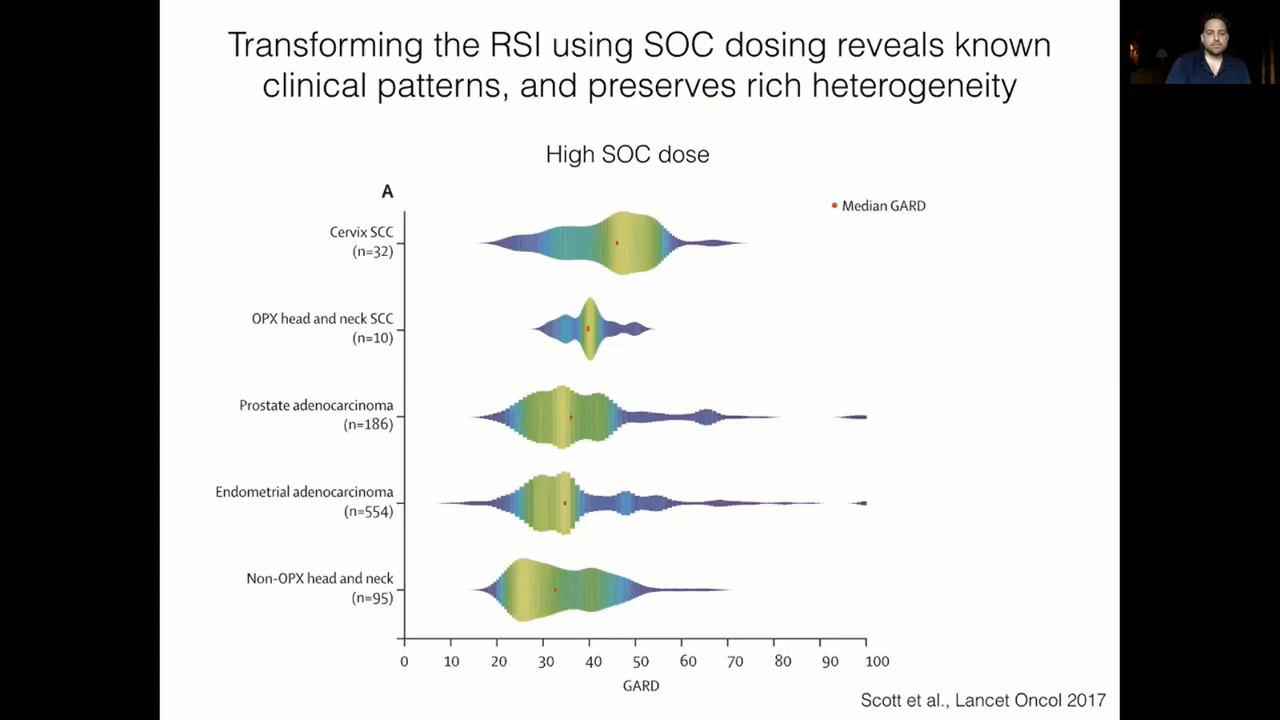 Transforming the RSI using SOC dosing reveals known
clinical patterns, and preserves rich heterogeneity
High SOC dose
A
Median GARD
Cervix SCC
(n=32)
OPX head and neck SCC
(n=10)
Prostate adenocarcinoma
(n=186)
Endometrial adenocarcinoma
(n=554)
Non-OPX head and neck
(n=95)
0 10 20 30 40 50 60 70 80 90 100
GARD
Scott et al., Lancet Oncol 2017